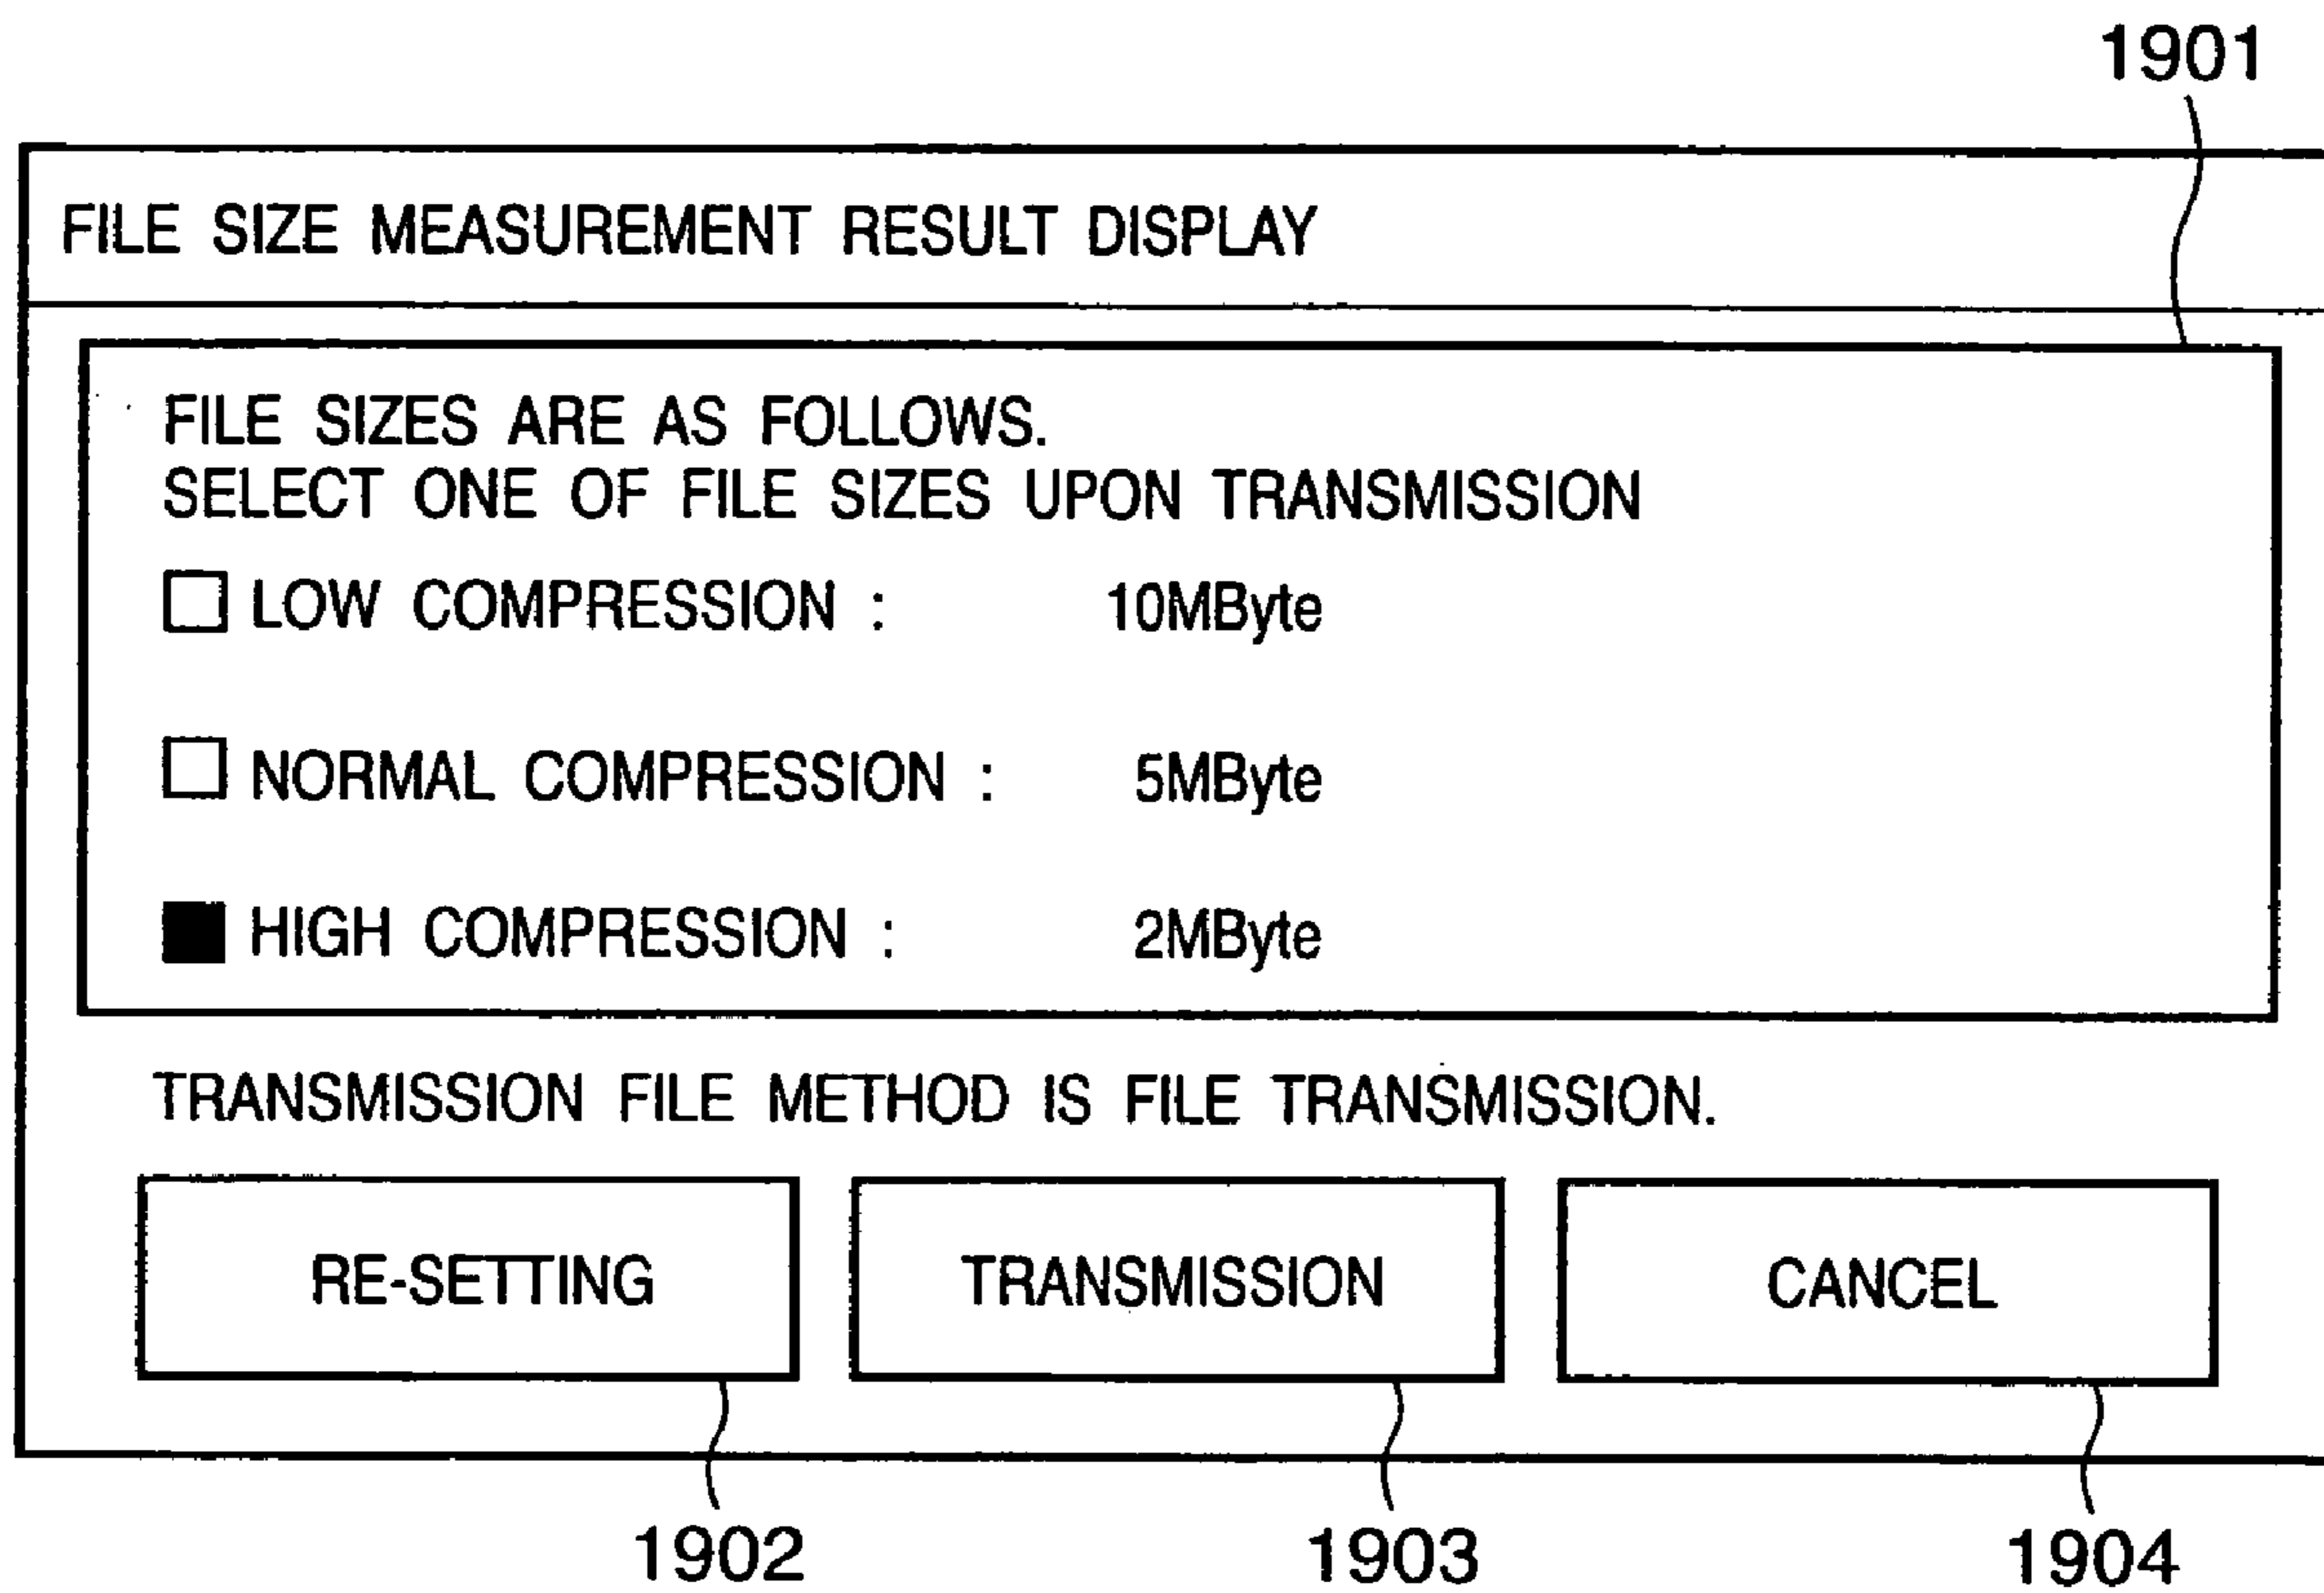 1901
FILE SIZE MEASUREMENT RESULT DISPLAY
FILE SIZES ARE AS FOLLOWS.
SELECT ONE OF FILE SIZES UPON TRANSMISSION
LOW COMPRESSION : 10MByte
NORMAL COMPRESSION : 5MByte
HIGH COMPRESSION : 2MByte
TRANSMISSION FILE METHOD IS FILE TRANSMISSION.
RE-SETTING TRANSMISSION CANCEL
1902 1903 1904